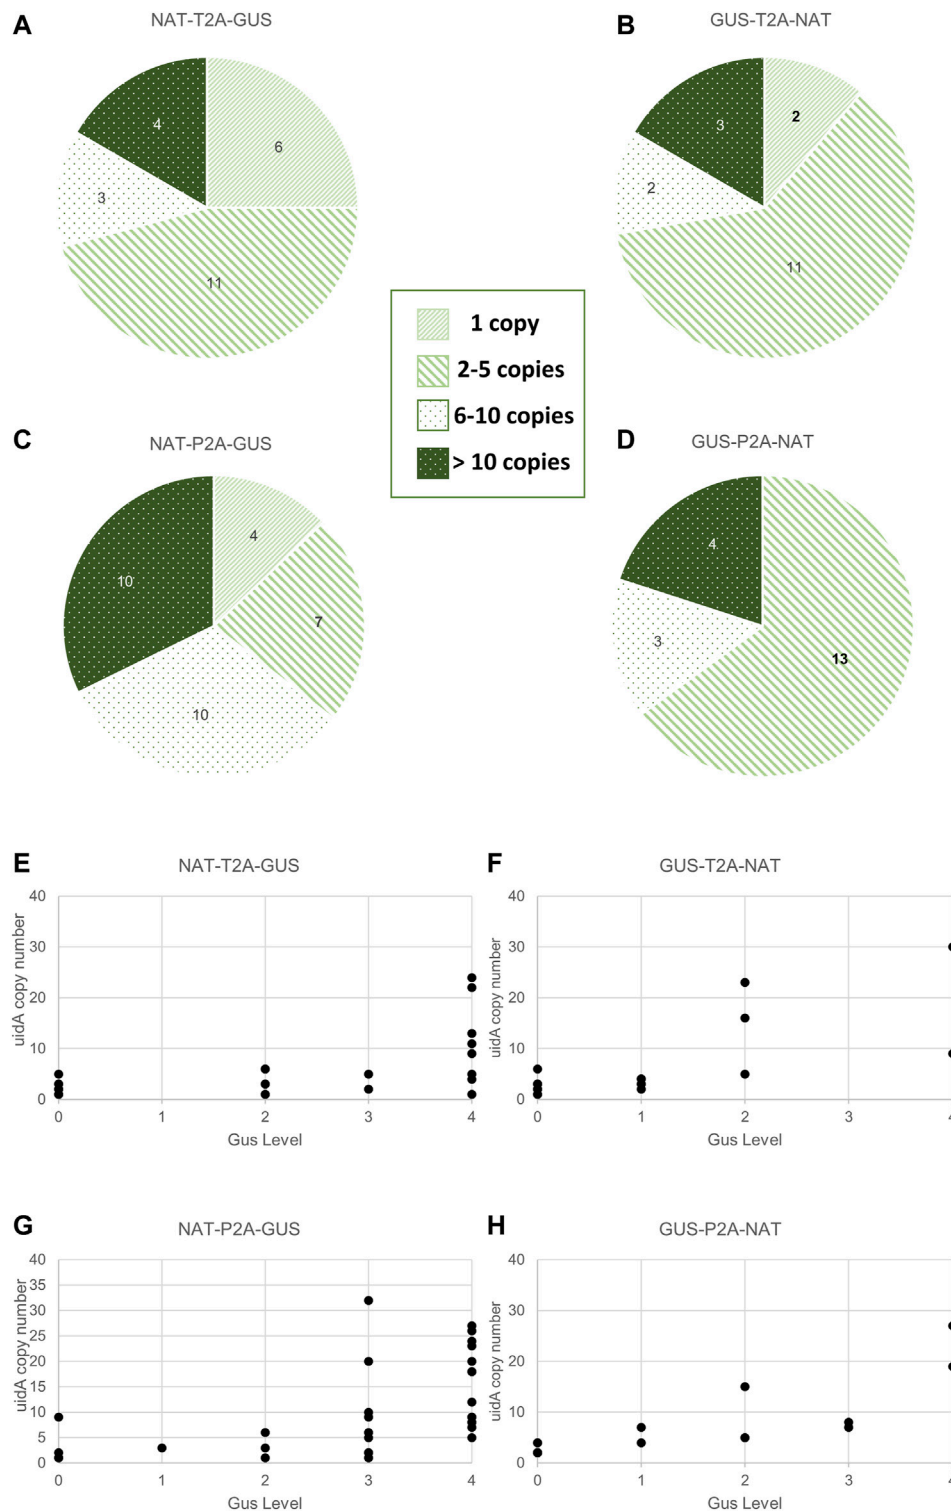 A
NAT-T2A-GUS
6
11
3
4
B
GUS-T2A-NAT
2
11
2
3
1 copy
2-5 copies
6-10 copies
> 10 copies
C
NAT-P2A-GUS
4
7
10
10
D
GUS-P2A-NAT
13
3
4
E
NAT-T2A-GUS
uidA copy number
40
30
20
10
0
0 1 2 3 4
Gus Level
F
GUS-T2A-NAT
uidA copy number
40
30
20
10
0
0 1 2 3 4
Gus Level
G
NAT-P2A-GUS
uidA copy number
40
35
30
25
20
15
10
5
0
0 1 2 3 4
Gus Level
H
GUS-P2A-NAT
uidA copy number
40
30
20
10
0
0 1 2 3 4
Gus Level